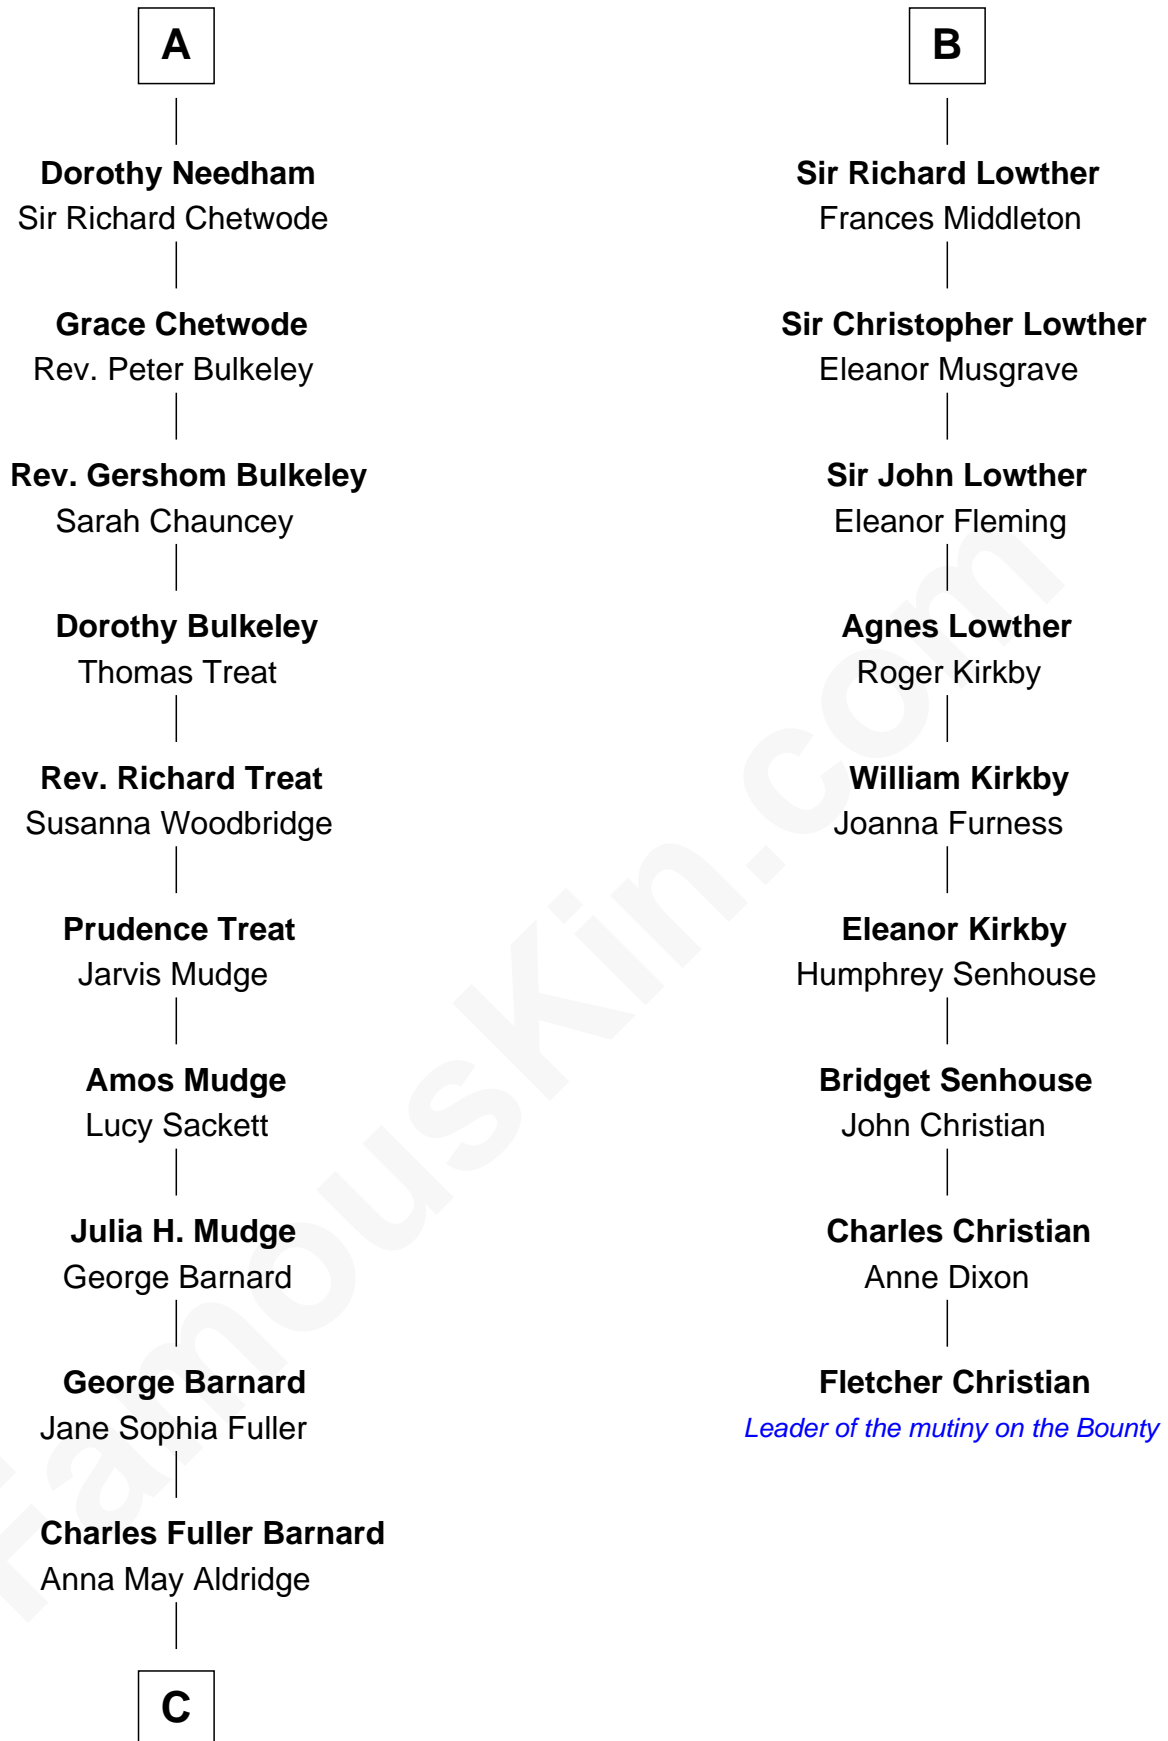 A
Dorothy Needham
Sir Richard Chetwode
Grace Chetwode
Rev. Peter Bulkeley
Rev. Gershom Bulkeley
Sarah Chauncey
Dorothy Bulkeley
Thomas Treat
Rev. Richard Treat
Susanna Woodbridge
Prudence Treat
Jarvis Mudge
Amos Mudge
Lucy Sackett
Julia H. Mudge
George Barnard
George Barnard
Jane Sophia Fuller
Charles Fuller Barnard
Anna May Aldridge
C
B
Sir Richard Lowther
Frances Middleton
Sir Christopher Lowther
Eleanor Musgrave
Sir John Lowther
Eleanor Fleming
Agnes Lowther
Roger Kirkby
William Kirkby
Joanna Furness
Eleanor Kirkby
Humphrey Senhouse
Bridget Senhouse
John Christian
Charles Christian
Anne Dixon
Fletcher Christian
Leader of the mutiny on the Bounty
FamousKin.com